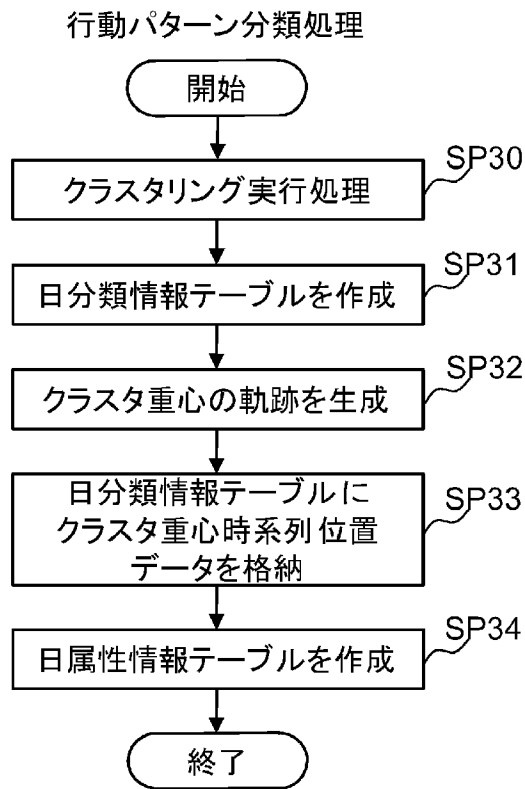 行動パターン分類処理
開始
SP30
クラスタリング実行処理
SP31
日分類情報テーブルを作成
SP32
クラスタ重心の軌跡を生成
SP33
日分類情報テーブルに
クラスタ重心時系列位置
データを格納
SP34
日属性情報テーブルを作成
終了